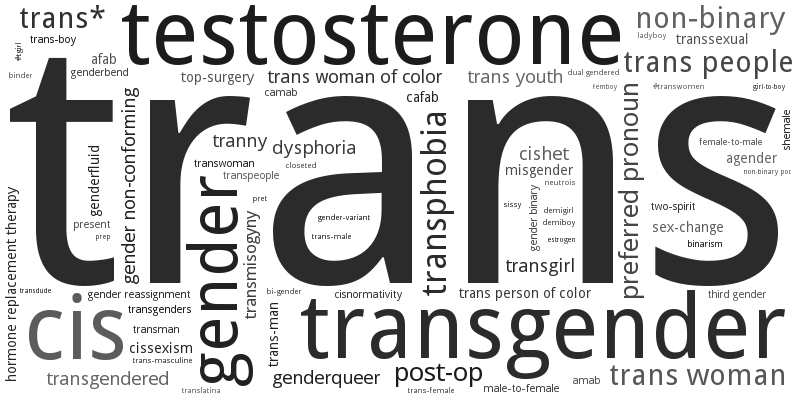 trans*
testosterone
non-binary
ladyboy
transsexual
trans-boy
#tgirl
afab
genderbend
binder
top-surgery
trans woman of color
trans youth
dual gendered
trans people
camab
cafab
Femboy
#transwomen
girl-to-boy
trans
gender non-conforming
tranny
dysphoria
transwoman
closeted
transpeople
transphobia
cishet
misgender
neutrois
preferred pronoun
female-to-male
shemale
agender
non-binary poc
genderfluid
hormone replacement therapy
present
prep
gender
pret
transmisogyny
gender-variant
trans-male
sissy
gender binary
demigirl
demiboy
estrogen
two-spirit
sex-change
binarism
transgirl
transdude
gender reassignment
bi-gender
cisnormativity
trans person of color
third gender
cis
transgenders
transman
cissexism
trans-masculine
trans-man
transgender
transgendered
translatina
genderqueer
post-op
trans-female
male-to-female
amab
trans woman